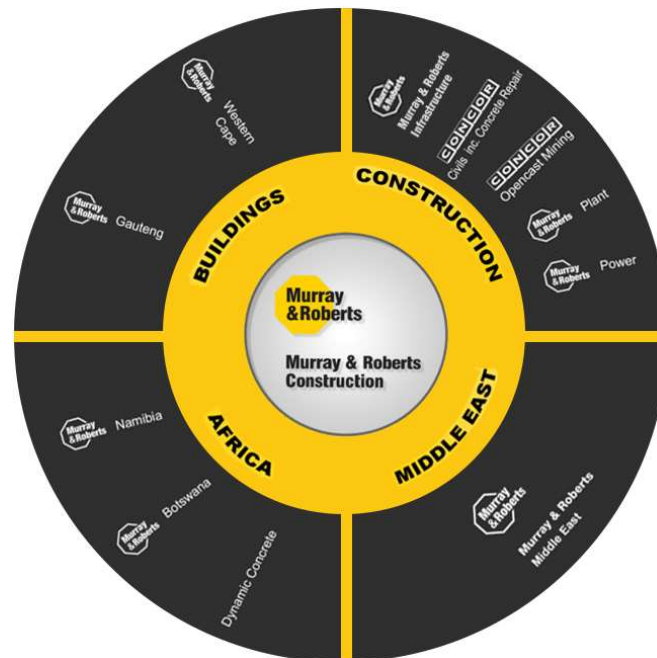 Murray
&Roberts
Murray & Roberts
Construction
BUILDINGS
Murray
&Roberts
Western
Cape
Murray
&Roberts
Gauteng
CONSTRUCTION
Murray
&Roberts
Murray & Roberts
Infrastructure
CONCOR
Civils inc. Concrete Repair
CONCOR
Opencast Mining
Murray
&Roberts
Plant
Murray
&Roberts
Power
AFRICA
Murray
&Roberts
Namibia
Murray
&Roberts
Botswana
Dynamic Concrete
MIDDLE EAST
Murray
&Roberts
Murray & Roberts
Middle East